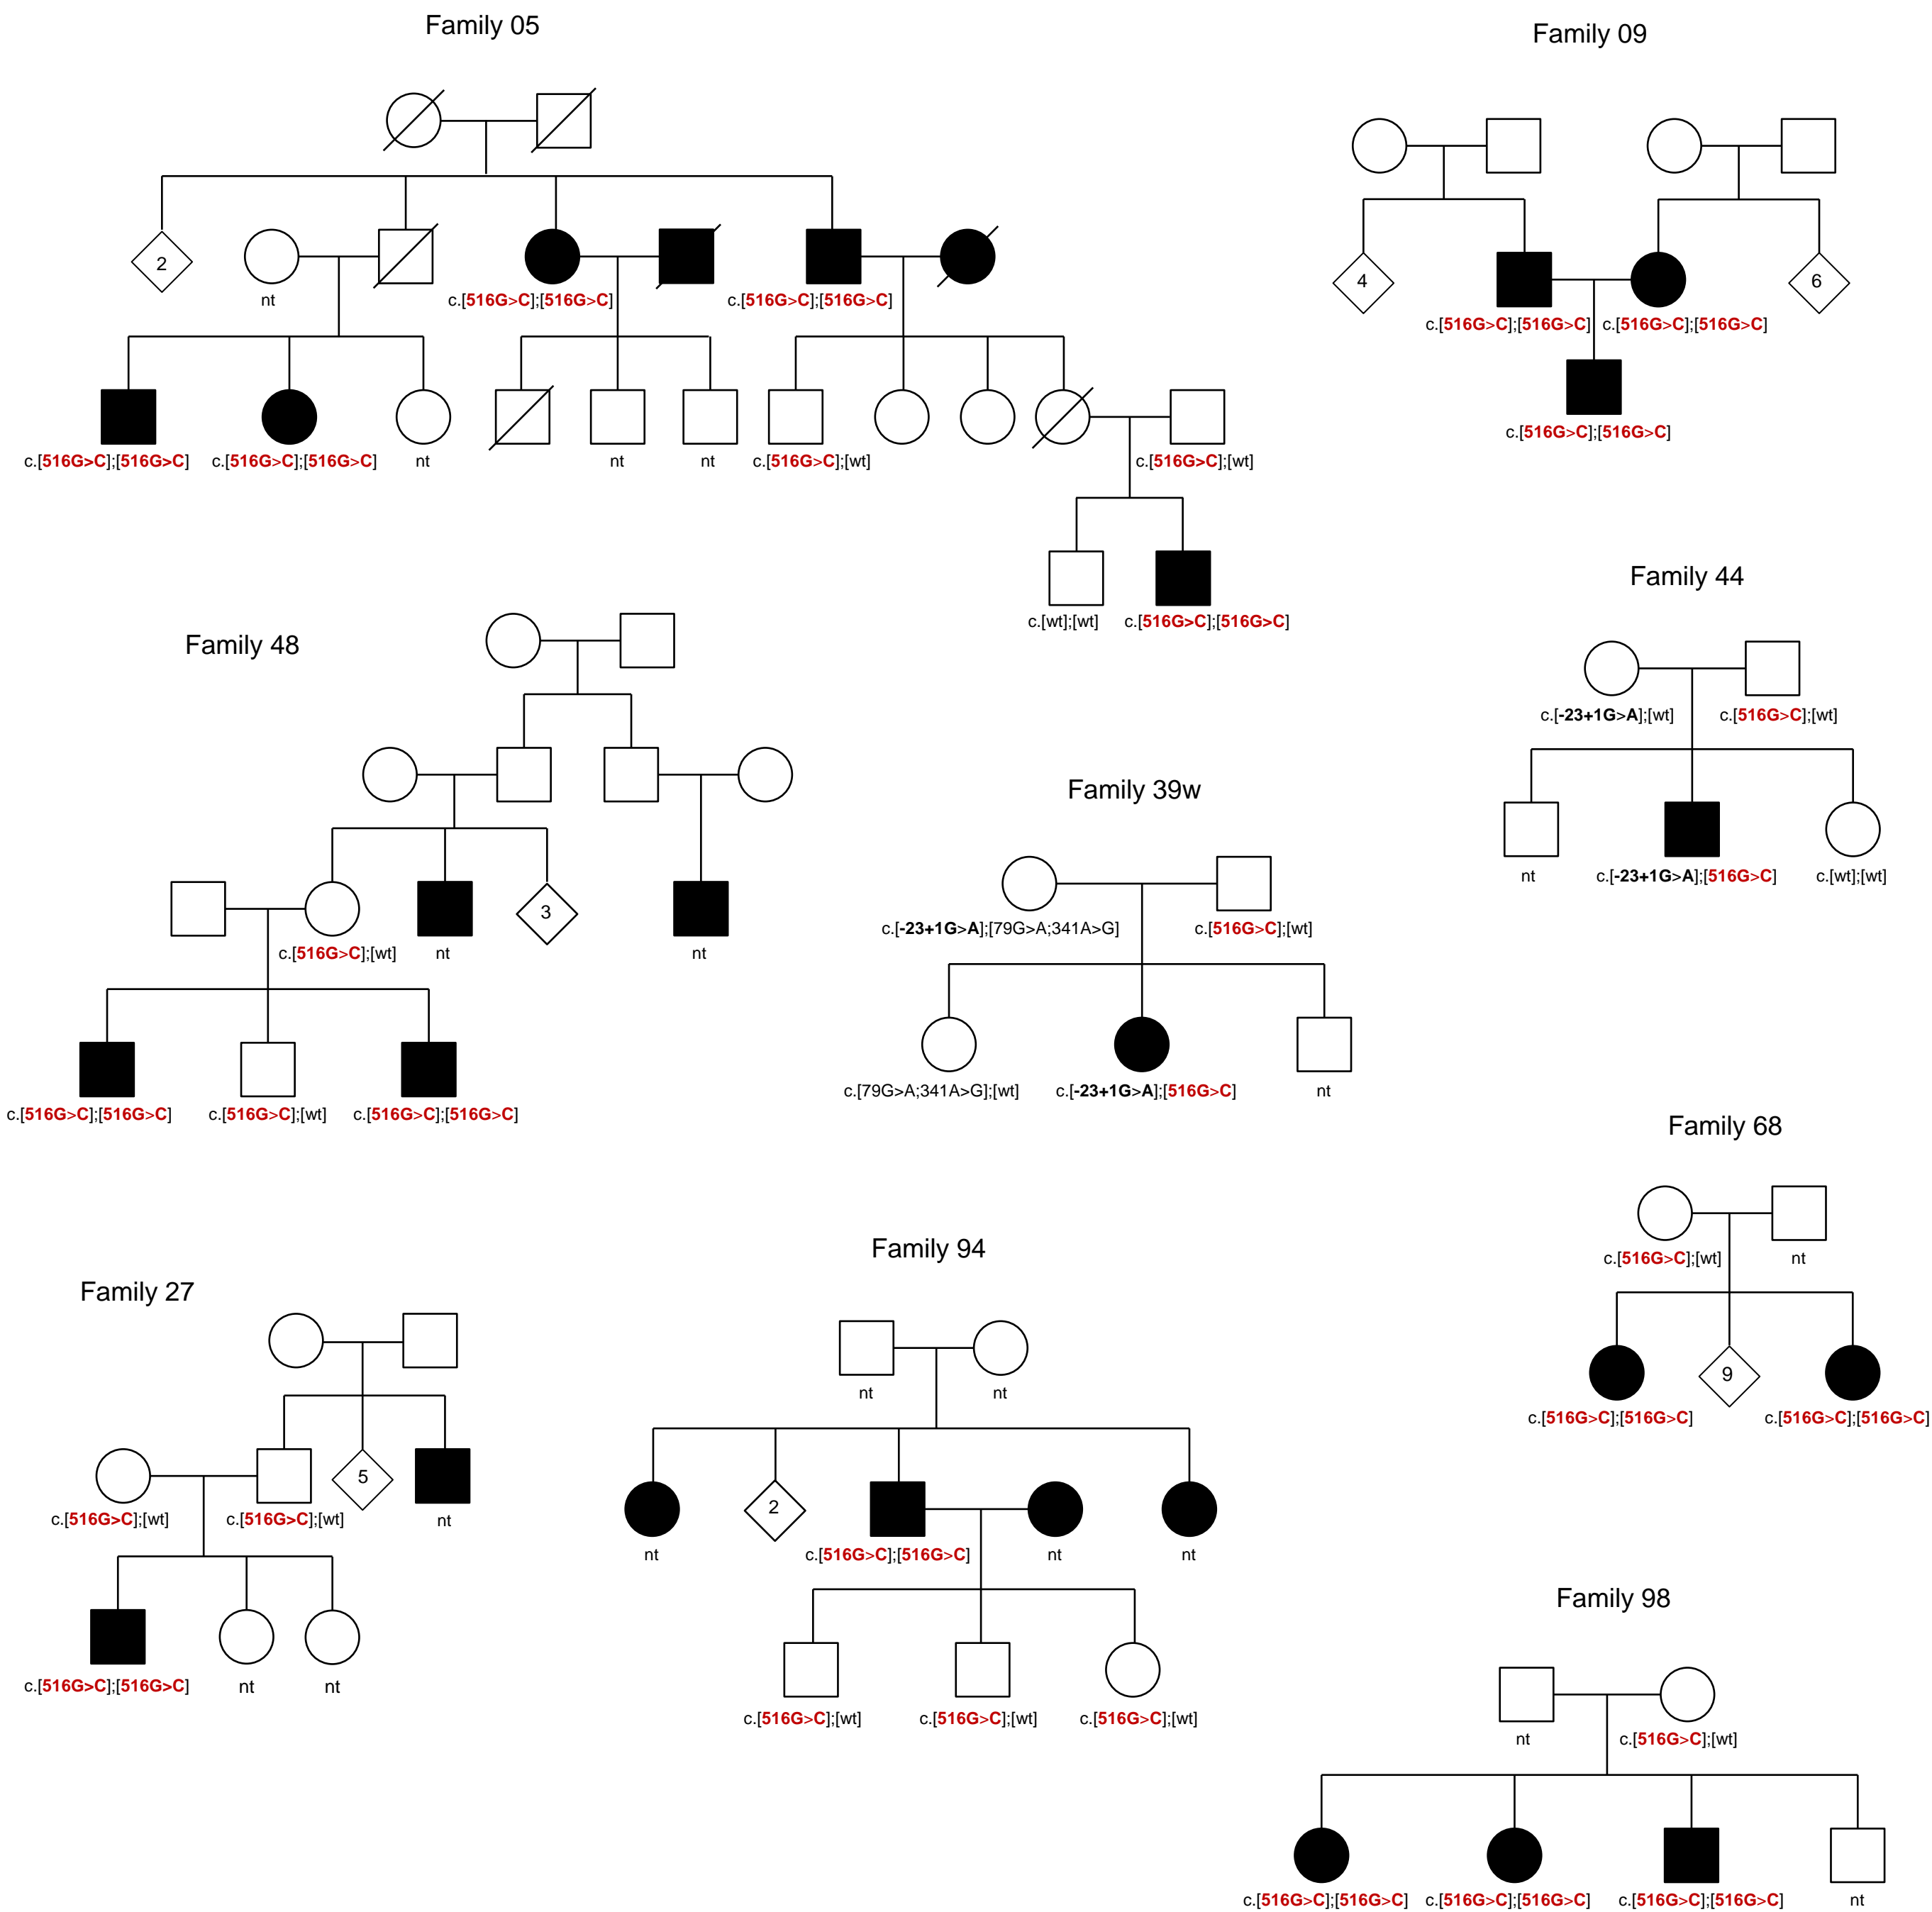 Family 05
Family 09
2
nt
c.[516G>C];[516G>C]
c.[516G>C];[516G>C]
4
6
c.[516G>C];[516G>C]
c.[516G>C];[516G>C]
c.[516G>C];[516G>C]
c.[516G>C];[516G>C]
c.[516G>C];[516G>C]
nt
nt
nt
c.[516G>C];[wt]
c.[516G>C];[wt]
c.[wt];[wt]
c.[516G>C];[516G>C]
Family 44
c.[-23+1G>A];[wt]
c.[516G>C];[wt]
nt
c.[-23+1G>A];[516G>C]
c.[wt];[wt]
Family 48
3
c.[516G>C];[wt]
nt
nt
c.[516G>C];[516G>C]
c.[516G>C];[wt]
c.[516G>C];[516G>C]
Family 39w
c.[-23+1G>A];[79G>A;341A>G]
c.[516G>C];[wt]
c.[79G>A;341A>G];[wt]
c.[-23+1G>A];[516G>C]
nt
Family 68
c.[516G>C];[wt]
nt
9
c.[516G>C];[516G>C]
c.[516G>C];[516G>C]
Family 27
5
c.[516G>C];[wt]
c.[516G>C];[wt]
nt
c.[516G>C];[516G>C]
nt
nt
Family 94
nt
nt
2
nt
c.[516G>C];[516G>C]
nt
nt
c.[516G>C];[wt]
c.[516G>C];[wt]
c.[516G>C];[wt]
Family 98
nt
c.[516G>C];[wt]
c.[516G>C];[516G>C]
c.[516G>C];[516G>C]
c.[516G>C];[516G>C]
nt